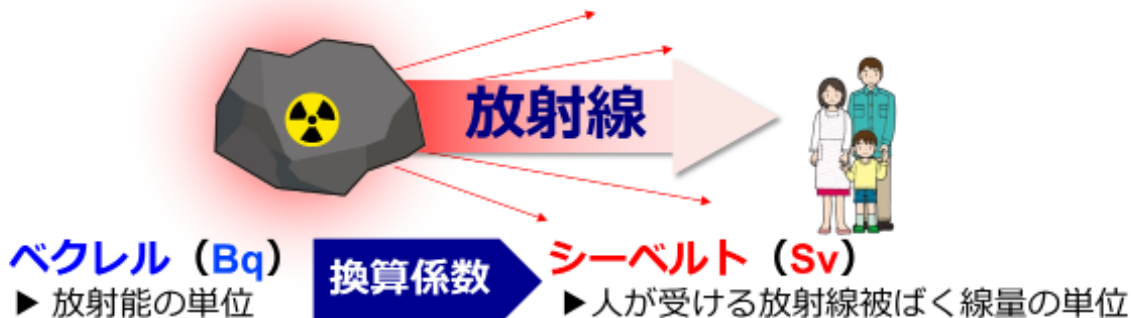 放射線
ベクレル（Bq）
▶ 放射能の単位
換算係数
シーベルト（Sv）
▶人が受ける放射線被ばく線量の単位